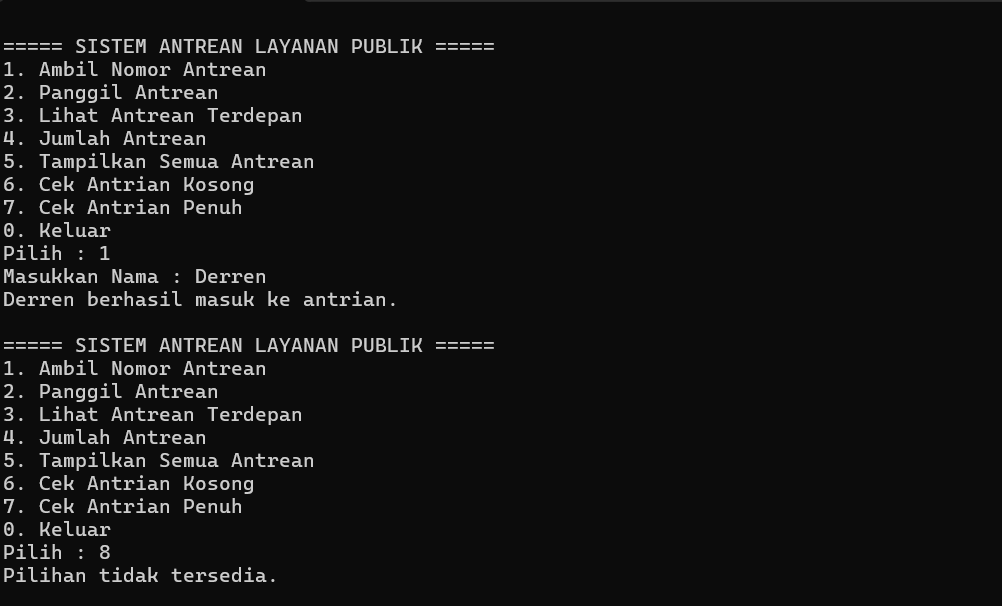 ===== SISTEM ANTREAN LAYANAN PUBLIK =====
1. Ambil Nomor Antrean
2. Panggil Antrean
3. Lihat Antrean Terdepan
4. Jumlah Antrean
5. Tampilkan Semua Antrean
6. Cek Antrian Kosong
7. Cek Antrian Penuh
0. Keluar
Pilih : 1
Masukkan Nama : Derren
Derren berhasil masuk ke antrian.
===== SISTEM ANTREAN LAYANAN PUBLIK =====
1. Ambil Nomor Antrean
2. Panggil Antrean
3. Lihat Antrean Terdepan
4. Jumlah Antrean
5. Tampilkan Semua Antrean
6. Cek Antrian Kosong
7. Cek Antrian Penuh
0. Keluar
Pilih : 8
Pilihan tidak tersedia.